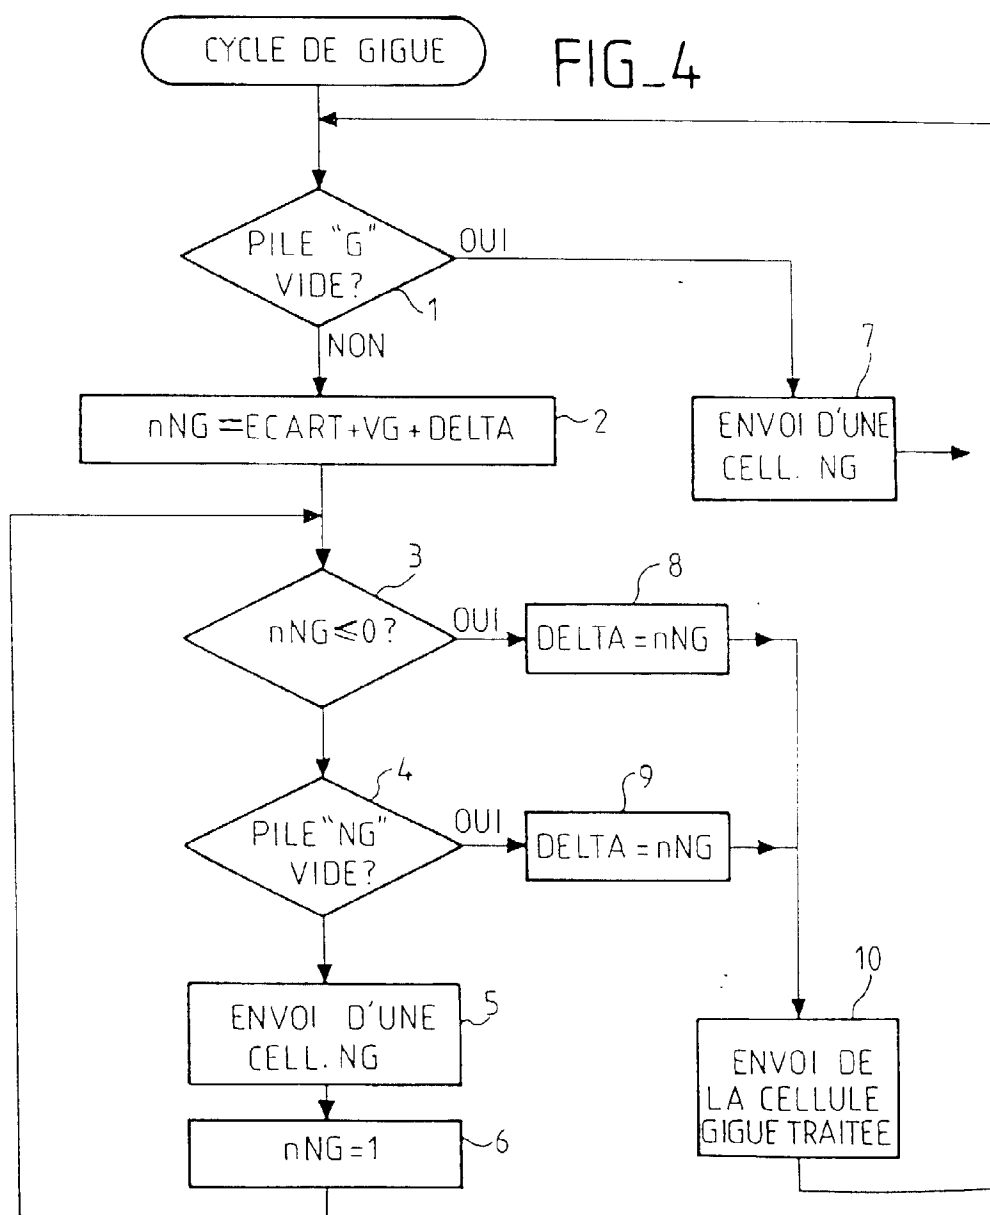 CYCLE DE GIGUE
FIG_4
PILE "G"
VIDE?
OUI
1
NON
nNG=ECART+VG+DELTA
2
7
ENVOI D'UNE
CELL. NG
3
nNG≤0?
OUI
8
DELTA=nNG
4
PILE "NG"
VIDE?
OUI
9
DELTA=nNG
5
ENVOI D'UNE
CELL. NG
6
nNG=1
10
ENVOI DE
LA CELLULE
GIGUE TRAITEE